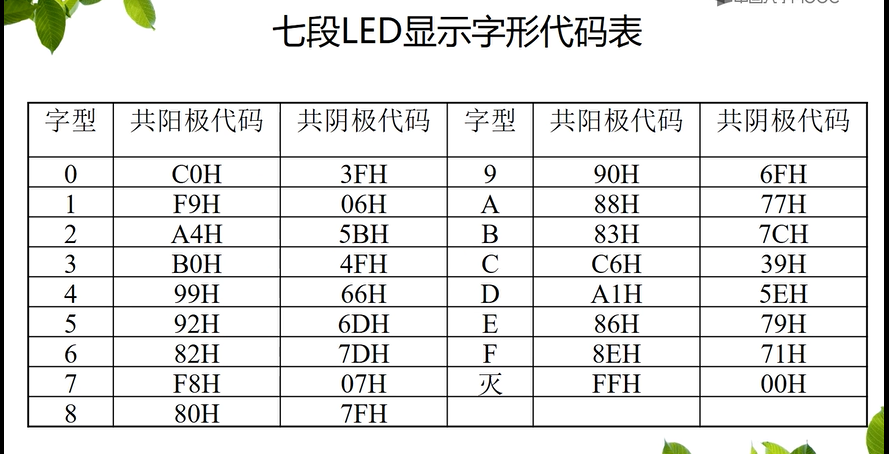 七段LED显示字形代码表
字型 共阳极代码 共阴极代码 字型 共阳极代码 共阴极代码
0 C0H 3FH 9 90H 6FH
1 F9H 06H A 88H 77H
2 A4H 5BH B 83H 7CH
3 B0H 4FH C C6H 39H
4 99H 66H D A1H 5EH
5 92H 6DH E 86H 79H
6 82H 7DH F 8EH 71H
7 F8H 07H 灭 FFH 00H
8 80H 7FH